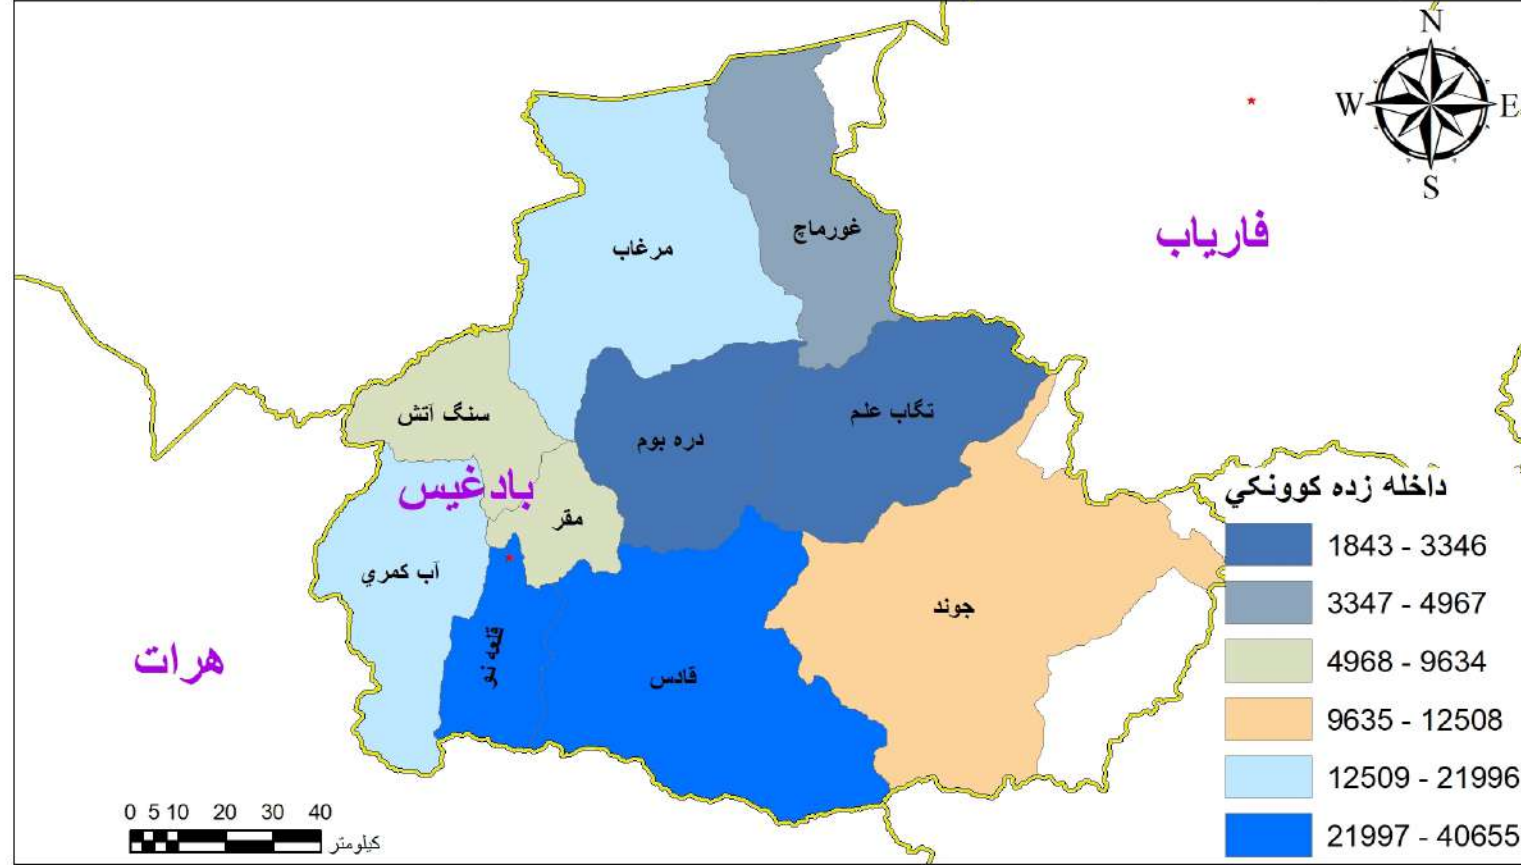 N
W
E
S
فارياب
غورماچ
مرغاب
سنگ آتش
تگاب علم
دره بوم
بادغيس
مقر
آب كمري
جوند
هرات
قلعه نو
قادس
داخله زده كوونكي
1843 - 3346
3347 - 4967
4968 - 9634
9635 - 12508
12509 - 21996
21997 - 40655
0 5 10 20 30 40
كيلومتر